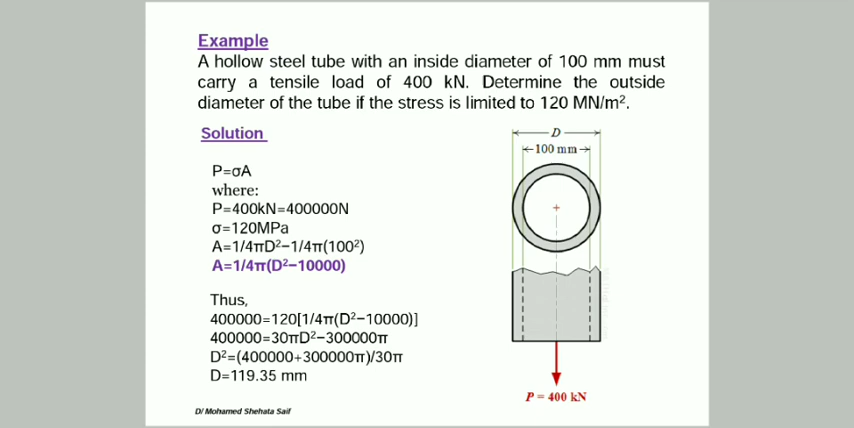 Example
A hollow steel tube with an inside diameter of 100 mm must
carry a tensile load of 400 kN. Determine the outside
diameter of the tube if the stress is limited to 120 MN/m².
Solution
P=σA
where:
P=400kN=400000N
σ=120MPa
A=1/4πD²−1/4π(100²)
A=1/4π(D²−10000)
Thus,
400000=120[1/4π(D²−10000)]
400000=30πD²−300000π
D²=(400000+300000π)/30π
D=119.35 mm
D
100 mm
P = 400 kN
D/ Mohamed Shehata Saif